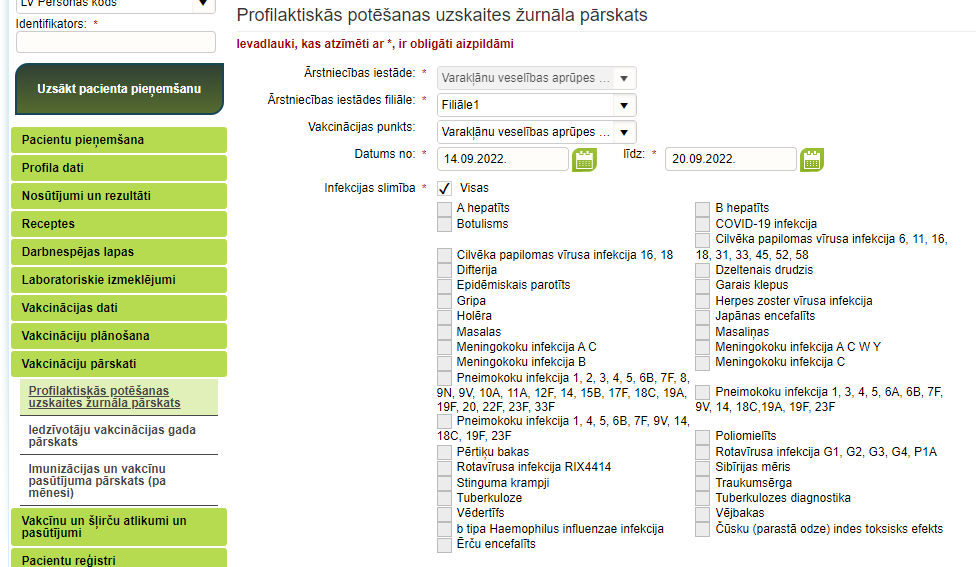 LV Personas kods
Identifikators: *
Uzsākt pacienta pieņemšanu
Pacientu pieņemšana
Profila dati
Nosūtījumi un rezultāti
Receptes
Darbnespējas lapas
Laboratoriskie izmeklējumi
Vakcinācijas dati
Vakcināciju plānošana
Vakcināciju pārskati
Profilaktiskās potēšanas
uzskaites žurnāla pārskats
Iedzīvotāju vakcinācijas gada
pārskats
Imunizācijas un vakcīnu
pasūtījuma pārskats (pa
mēnesi)
Vakcīnu un šļirču atlikumi un
pasūtījumi
Pacientu reģistri
Profilaktiskās potēšanas uzskaites žurnāla pārskats
Ievadlauki, kas atzīmēti ar *, ir obligāti aizpildāmi
Ārstniecības iestāde: * Varakļānu veselības aprūpes ...
Ārstniecības iestādes filiāle: * Filiāle1
Vakcinācijas punkts: Varakļānu veselības aprūpes ...
Datums no: * 14.09.2022. līdz: * 20.09.2022.
Infekcijas slimība * Visas
A hepatīts B hepatīts
Botulisms COVID-19 infekcija
Cilvēka papilomas vīrusa infekcija 6, 11, 16,
Cilvēka papilomas vīrusa infekcija 16, 18 18, 31, 33, 45, 52, 58
Difterija Dzeltenais drudzis
Epidēmiskais parotīts Garais klepus
Gripa Herpes zoster vīrusa infekcija
Holēra Japānas encefalīts
Masalas Masaliņas
Meningokoku infekcija A C Meningokoku infekcija A C W Y
Meningokoku infekcija B Meningokoku infekcija C
Pneimokoku infekcija 1, 2, 3, 4, 5, 6B, 7F, 8,
9N, 9V, 10A, 11A, 12F, 14, 15B, 17F, 18C, 19A, Pneimokoku infekcija 1, 3, 4, 5, 6A, 6B, 7F,
19F, 20, 22F, 23F, 33F 9V, 14, 18C,19A, 19F, 23F
Pneimokoku infekcija 1, 4, 5, 6B, 7F, 9V, 14,
18C, 19F, 23F Poliomielīts
Pērtiķu bakas Rotavīrusa infekcija G1, G2, G3, G4, P1A
Rotavīrusa infekcija RIX4414 Sibīrijas mēris
Stinguma krampji Traukumsērga
Tuberkuloze Tuberkulozes diagnostika
Vēdertīfs Vējbakas
b tipa Haemophilus influenzae infekcija Čūsku (parastā odze) indes toksisks efekts
Ērču encefalīts